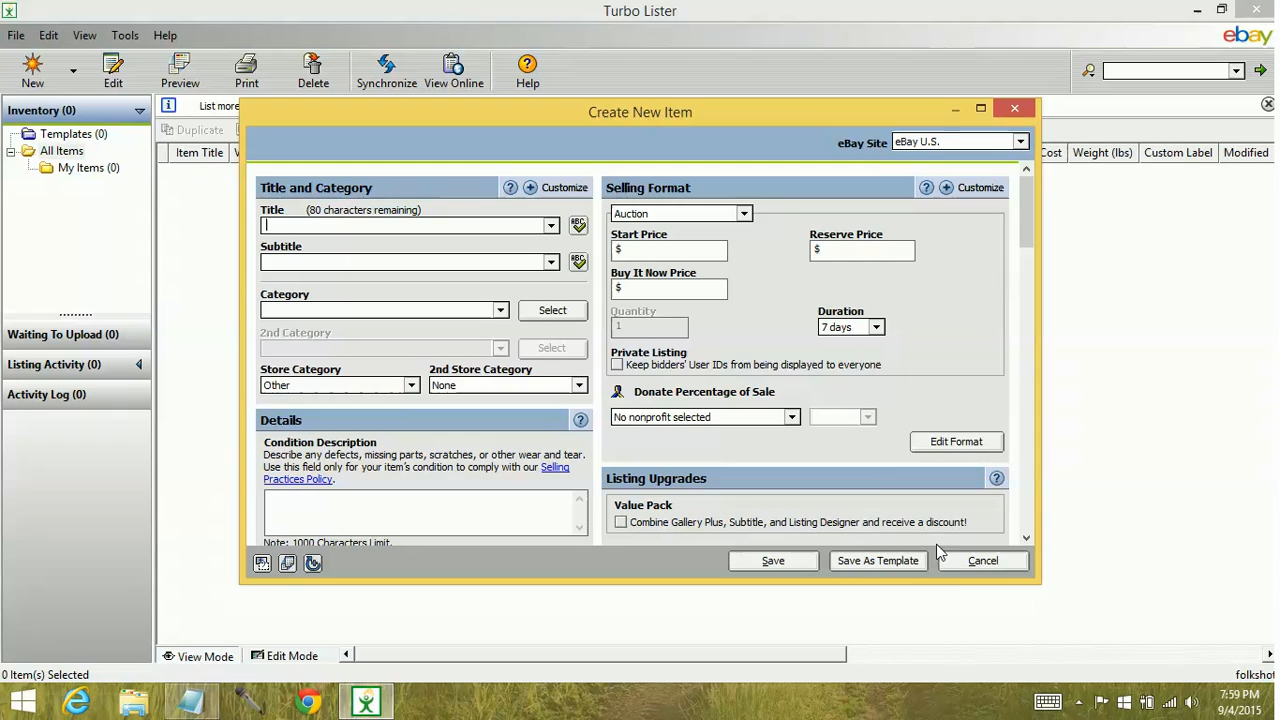 Turbo Lister
File Edit View Tools Help
ebay
New Edit Preview Print Delete Synchronize View Online Help
Inventory (0)
List more
Templates (0)
Duplicate
All Items
Item Title
Cost Weight (lbs) Custom Label Modified
My Items (0)
Waiting To Upload (0)
Listing Activity (0)
Activity Log (0)
Create New Item
eBay Site eBay U.S.
Title and Category ? Customize
Title (80 characters remaining)
ABC
Subtitle
ABC
Category
Select
2nd Category
Select
Store Category 2nd Store Category
Other None
Details ?
Condition Description
Describe any defects, missing parts, scratches, or other wear and tear.
Use this field only for your item's condition to comply with our Selling
Practices Policy.
Note: 1000 Characters Limit.
Selling Format ? Customize
Auction
Start Price Reserve Price
$ $
Buy It Now Price
$
Quantity Duration
1 7 days
Private Listing
Keep bidders' User IDs from being displayed to everyone
Donate Percentage of Sale
No nonprofit selected
Edit Format
Listing Upgrades ?
Value Pack
Combine Gallery Plus, Subtitle, and Listing Designer and receive a discount!
Save Save As Template Cancel
View Mode Edit Mode
0 Item(s) Selected
folkshot
7:59 PM
9/4/2015